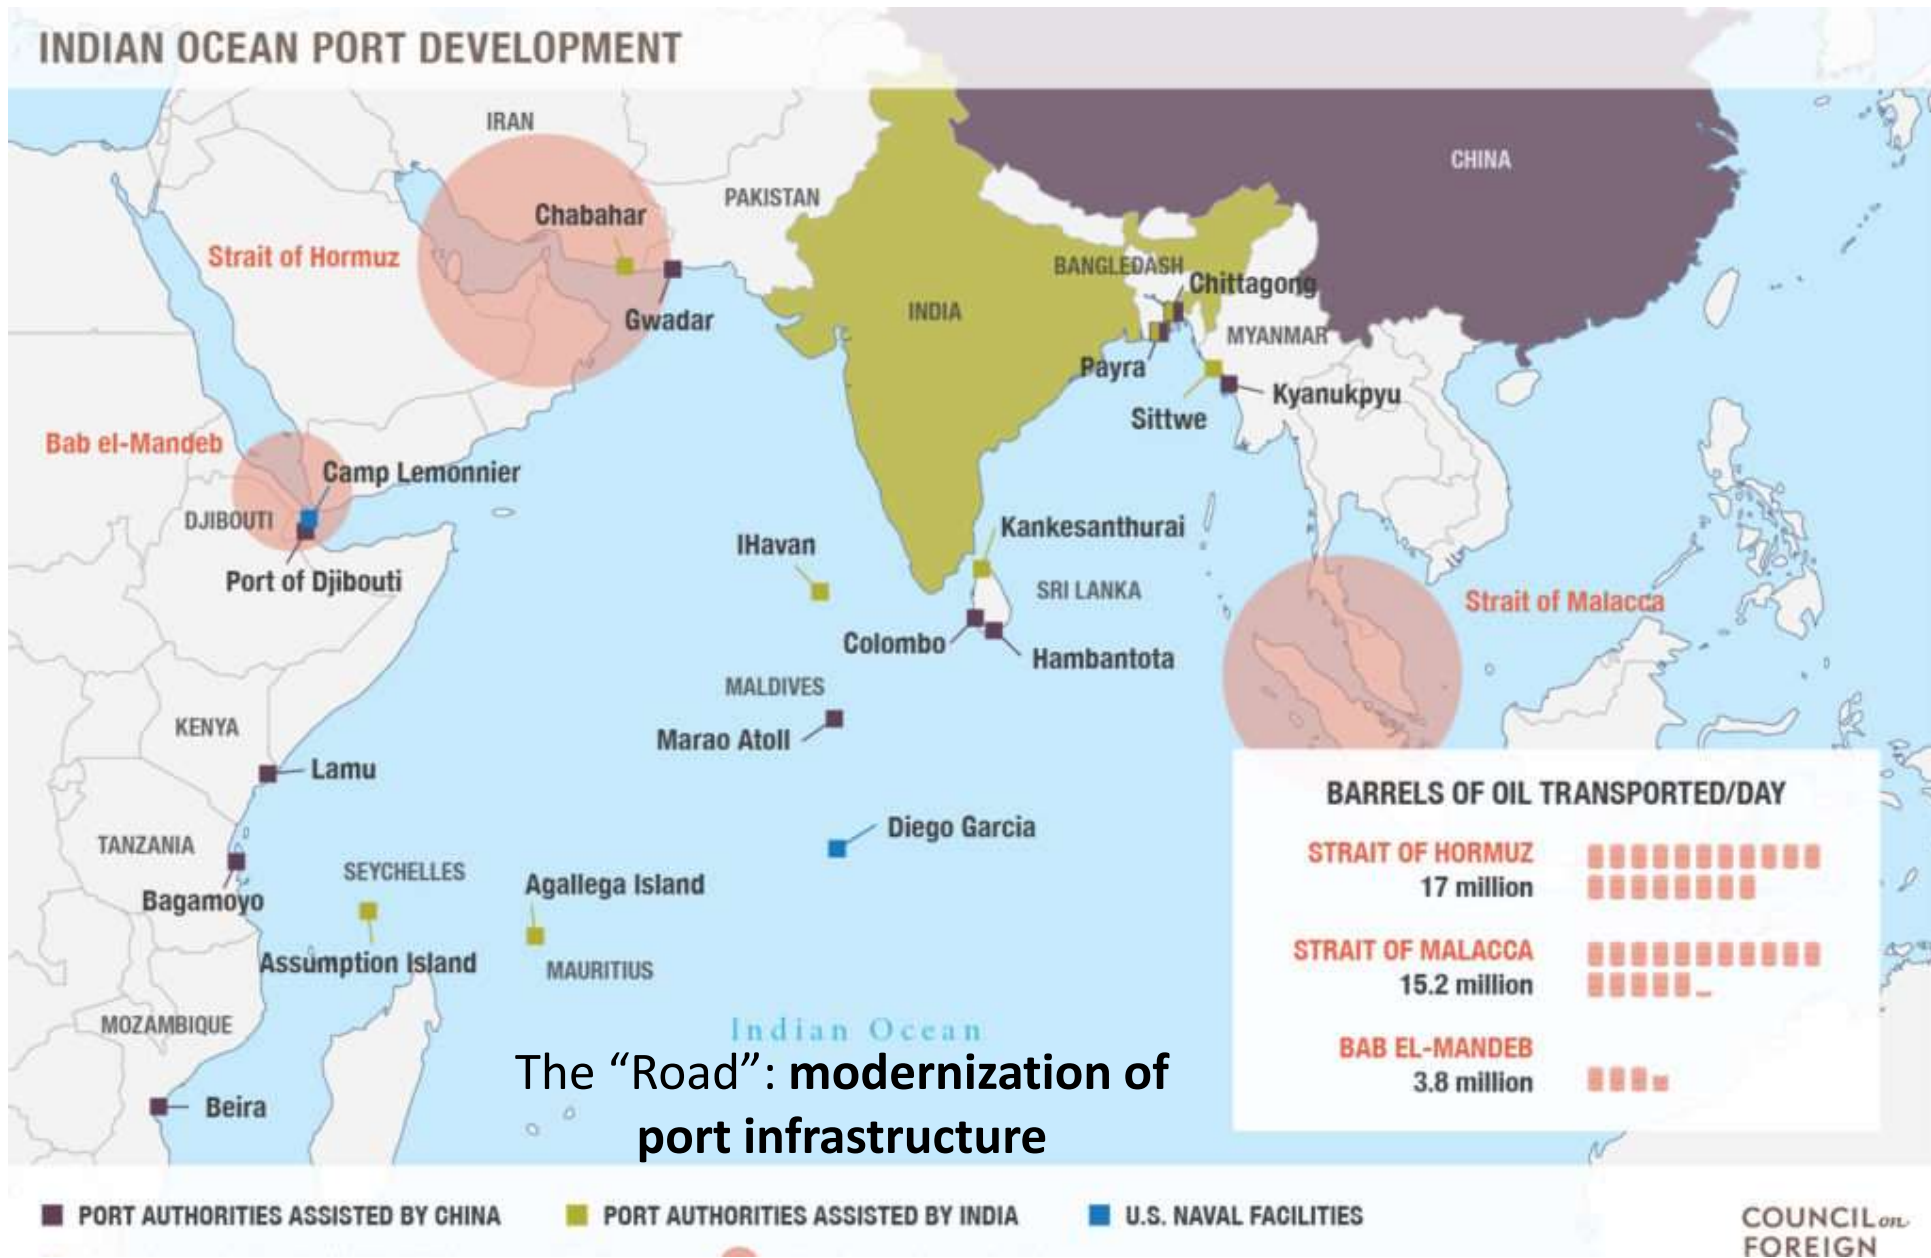 INDIAN OCEAN PORT DEVELOPMENT
IRAN
CHINA
PAKISTAN
Chabahar
Strait of Hormuz
BANGLEDASH
Chittagong
INDIA
Gwadar
MYANMAR
Payra
Kyanukpyu
Sittwe
Bab el-Mandeb
Camp Lemonnier
DJIBOUTI
Kankesanthurai
IHavan
Port of Djibouti
SRI LANKA
Strait of Malacca
Colombo
Hambantota
MALDIVES
KENYA
Marao Atoll
Lamu
Diego Garcia
TANZANIA
SEYCHELLES
Agallega Island
Bagamoyo
Assumption Island
MAURITIUS
MOZAMBIQUE
Indian Ocean
The “Road”: modernization of
port infrastructure
Beira
BARRELS OF OIL TRANSPORTED/DAY
STRAIT OF HORMUZ
17 million
STRAIT OF MALACCA
15.2 million
BAB EL-MANDEB
3.8 million
PORT AUTHORITIES ASSISTED BY CHINA
PORT AUTHORITIES ASSISTED BY INDIA
U.S. NAVAL FACILITIES
COUNCIL on
FOREIGN